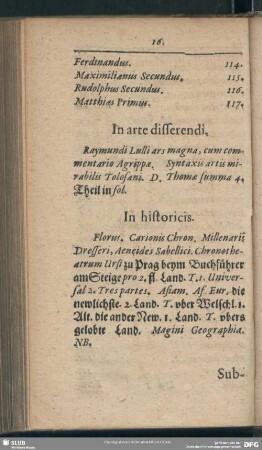 16.
Ferdinandus. 114.
Maximilianus Secundus. 115.
Rudolphus Secundus. 116.
Matthias Primus. 117.
In arte disserendi.
Raymundi Lulli ars magna, cum com-
mentario Agrippæ. Syntaxis artis mi-
rabilis Tolosani. D. Thomæ summa 4.
Theil in fol.
In historicis.
Florus. Carionis Chron. Millenarii
Dresseri, Aeneides Sabellici. Chronothe-
atrum Ursi zu Prag beym Buchführer
am Steige pro 2. fl. Land. T. 1. Univer-
sal 2. Tres partes. Asiam. Af. Eur. die
newlichste. 2. Land. T. vber Welschl. 1.
Alt. die ander New. 1. Land. T. vbers
gelobte Land. Magini Geographia.
NB.
Sub-
SLUB